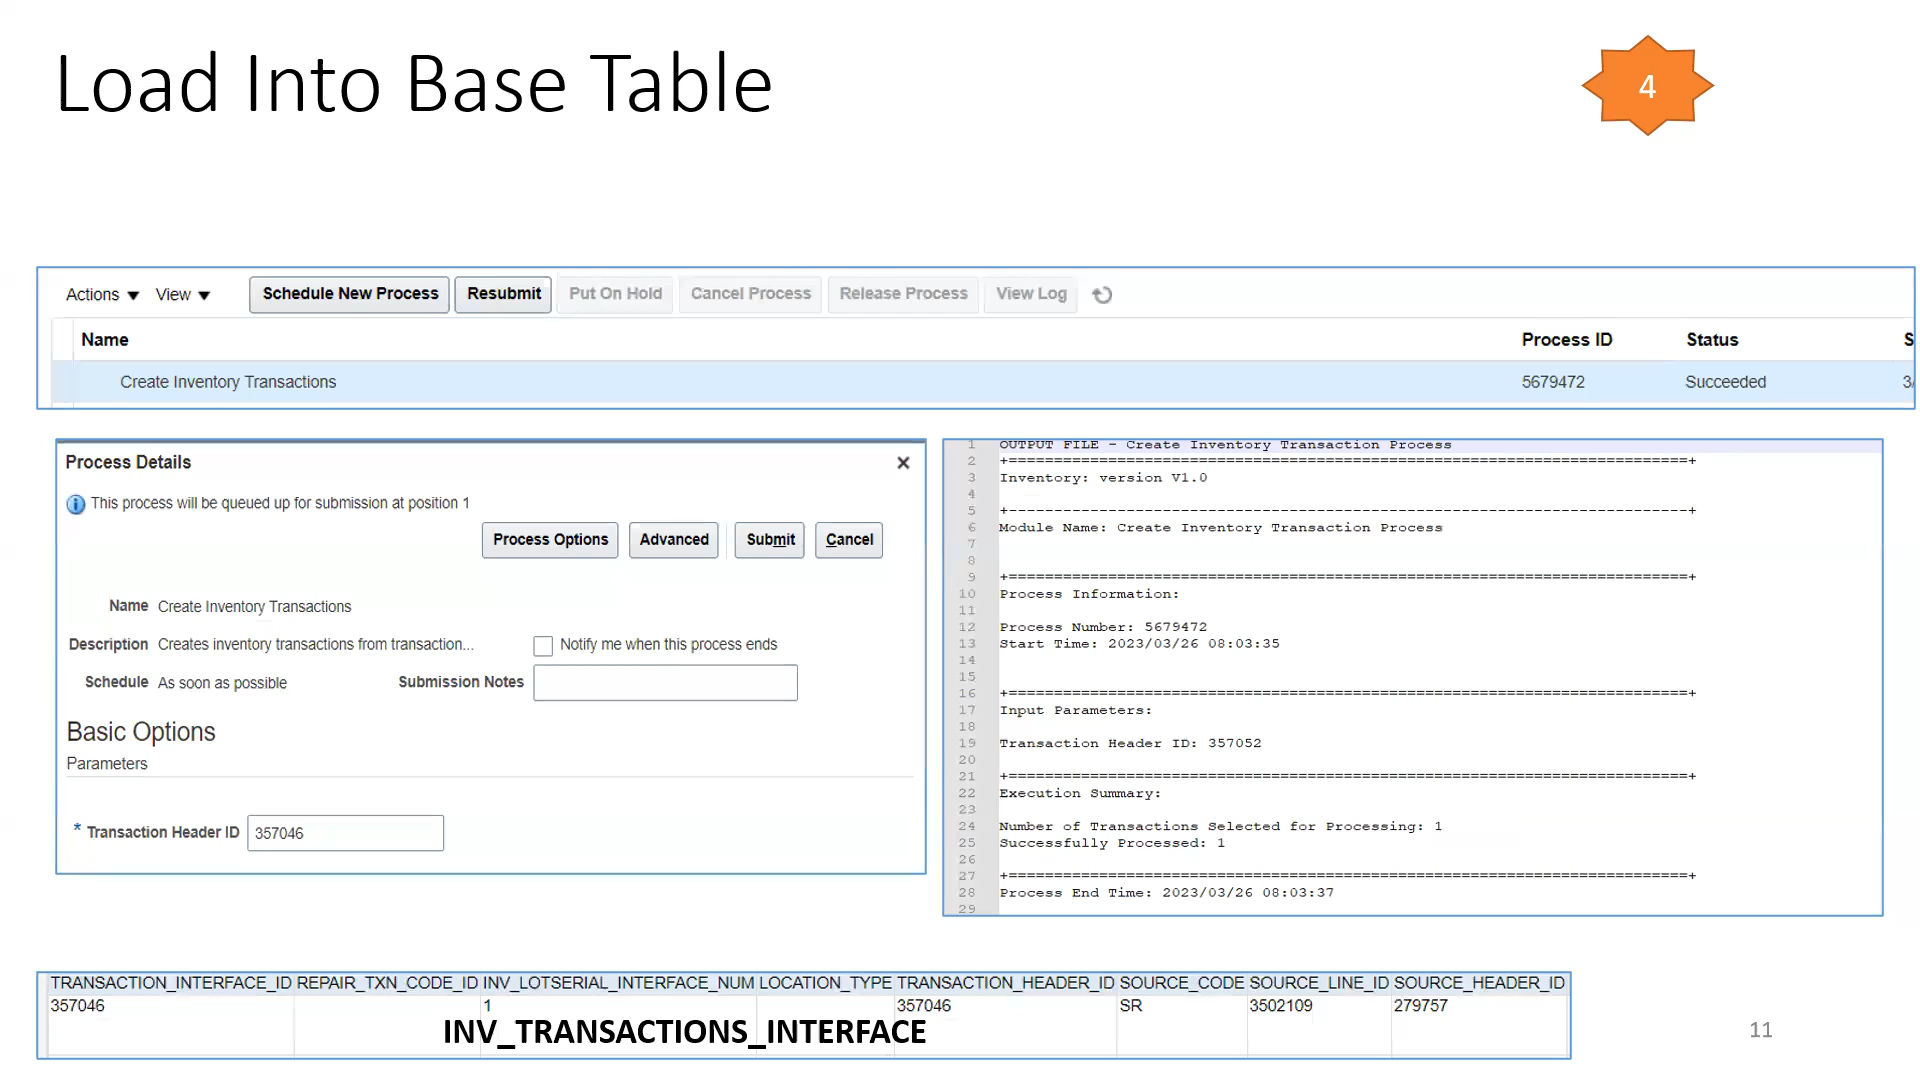 Load Into Base Table
4
Actions View Schedule New Process Resubmit Put On Hold Cancel Process Release Process View Log
Name Process ID Status S
Create Inventory Transactions 5679472 Succeeded 3/
Process Details
This process will be queued up for submission at position 1
Process Options Advanced Submit Cancel
Name Create Inventory Transactions
Description Creates inventory transactions from transaction... Notify me when this process ends
Schedule As soon as possible Submission Notes
Basic Options
Parameters
* Transaction Header ID 357046
1 OUTPUT FILE - Create Inventory Transaction Process
2 +===========================================================================+
3 Inventory: version V1.0
4
5 +---------------------------------------------------------------------------+
6 Module Name: Create Inventory Transaction Process
7
8
9 +===========================================================================+
10 Process Information:
11
12 Process Number: 5679472
13 Start Time: 2023/03/26 08:03:35
14
15
16 +===========================================================================+
17 Input Parameters:
18
19 Transaction Header ID: 357052
20
21 +===========================================================================+
22 Execution Summary:
23
24 Number of Transactions Selected for Processing: 1
25 Successfully Processed: 1
26
27 +===========================================================================+
28 Process End Time: 2023/03/26 08:03:37
29
TRANSACTION_INTERFACE_ID REPAIR_TXN_CODE_ID INV_LOTSERIAL_INTERFACE_NUM LOCATION_TYPE TRANSACTION_HEADER_ID SOURCE_CODE SOURCE_LINE_ID SOURCE_HEADER_ID
357046 1 357046 SR 3502109 279757
INV_TRANSACTIONS_INTERFACE
11